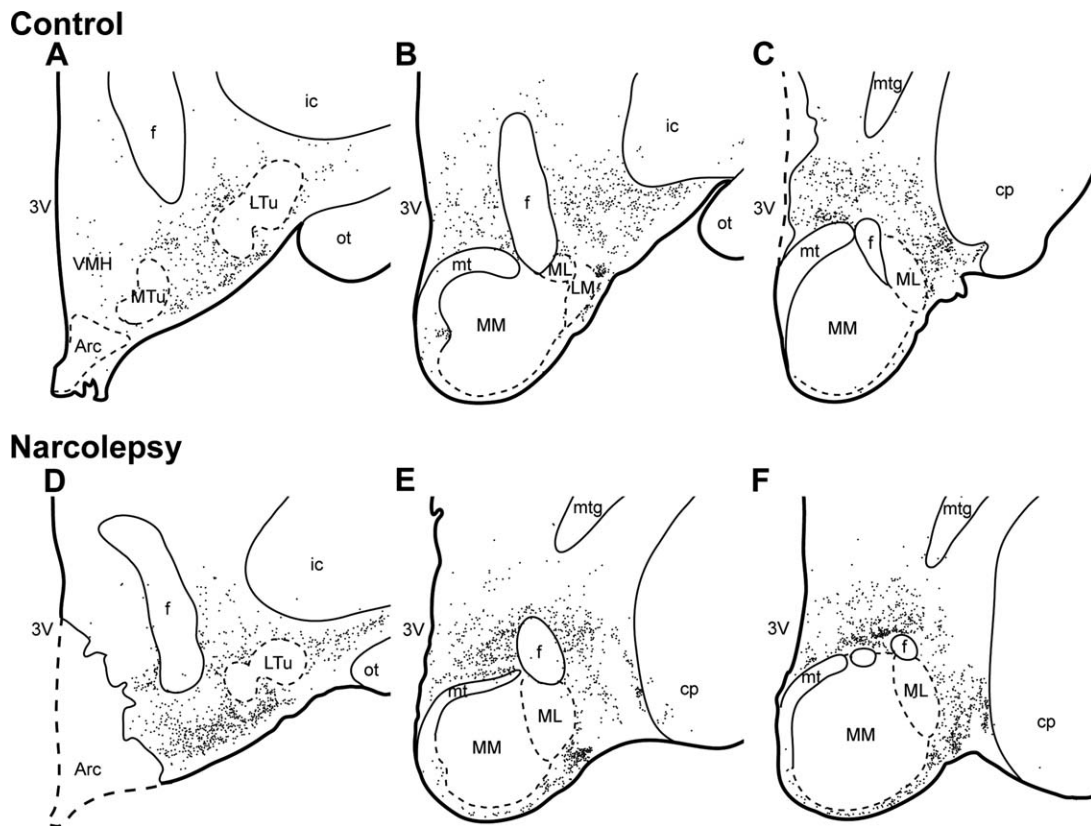 Control
A
B
C
f
ic
LTu
3V
VMH
MTu
Arc
ot
ic
f
3V
ot
mt
ML
LM
MM
mtg
cp
3V
mt
f
ML
MM
Narcolepsy
D
E
F
f
ic
3V
LTu
ot
Arc
mtg
3V
f
mt
cp
ML
MM
mtg
3V
f
mt
cp
ML
MM